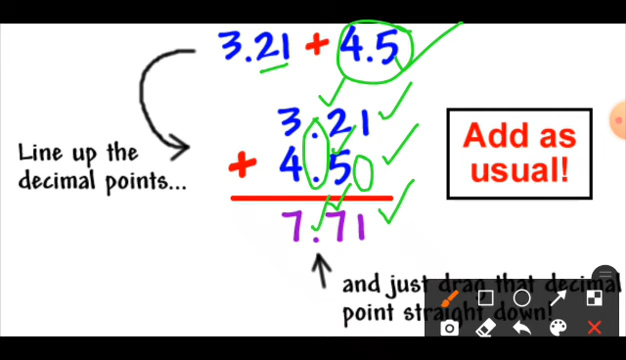 3.21 + 4.5
3.21
+ 4.50
7.71
Line up the
decimal points...
Add as
usual!
and just drag that decimal
point straight down!